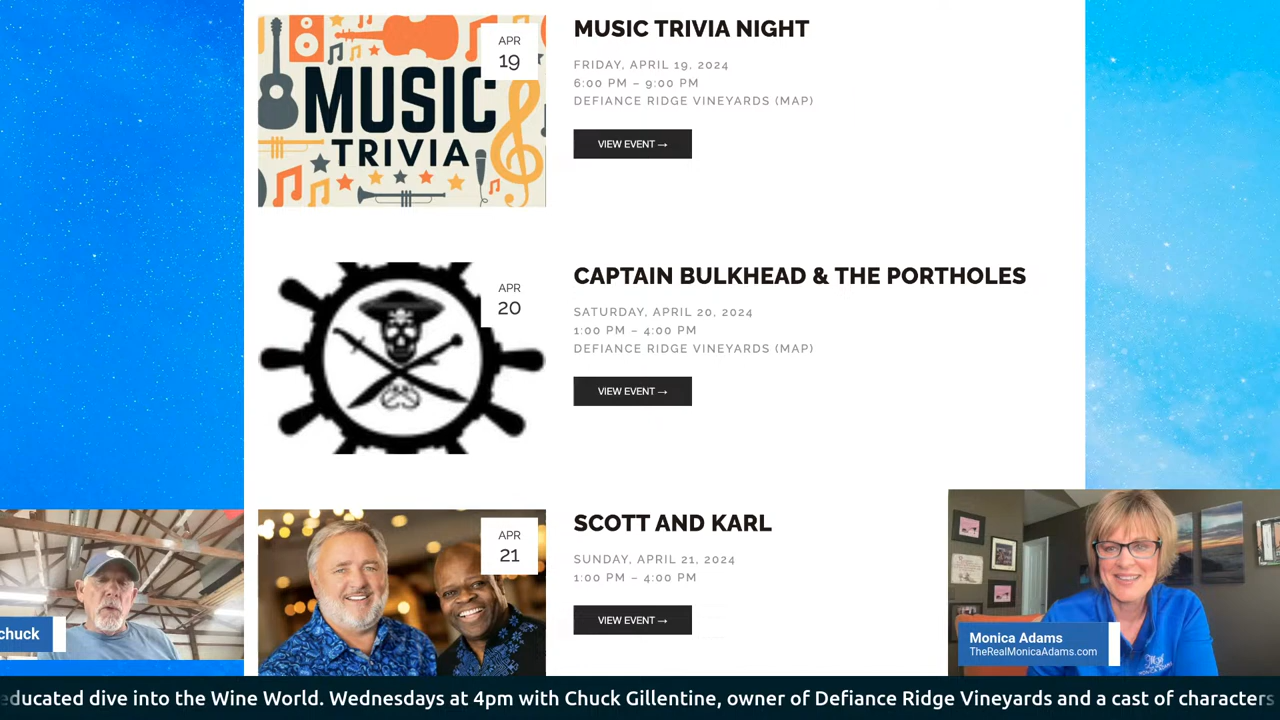 APR
19
MUSIC
TRIVIA
MUSIC TRIVIA NIGHT
FRIDAY, APRIL 19, 2024
6:00 PM – 9:00 PM
DEFIANCE RIDGE VINEYARDS (MAP)
VIEW EVENT →
APR
20
CAPTAIN BULKHEAD & THE PORTHOLES
SATURDAY, APRIL 20, 2024
1:00 PM – 4:00 PM
DEFIANCE RIDGE VINEYARDS (MAP)
VIEW EVENT →
APR
21
SCOTT AND KARL
SUNDAY, APRIL 21, 2024
1:00 PM – 4:00 PM
VIEW EVENT →
chuck
Monica Adams
TheRealMonicaAdams.com
educated dive into the Wine World. Wednesdays at 4pm with Chuck Gillentine, owner of Defiance Ridge Vineyards and a cast of characters